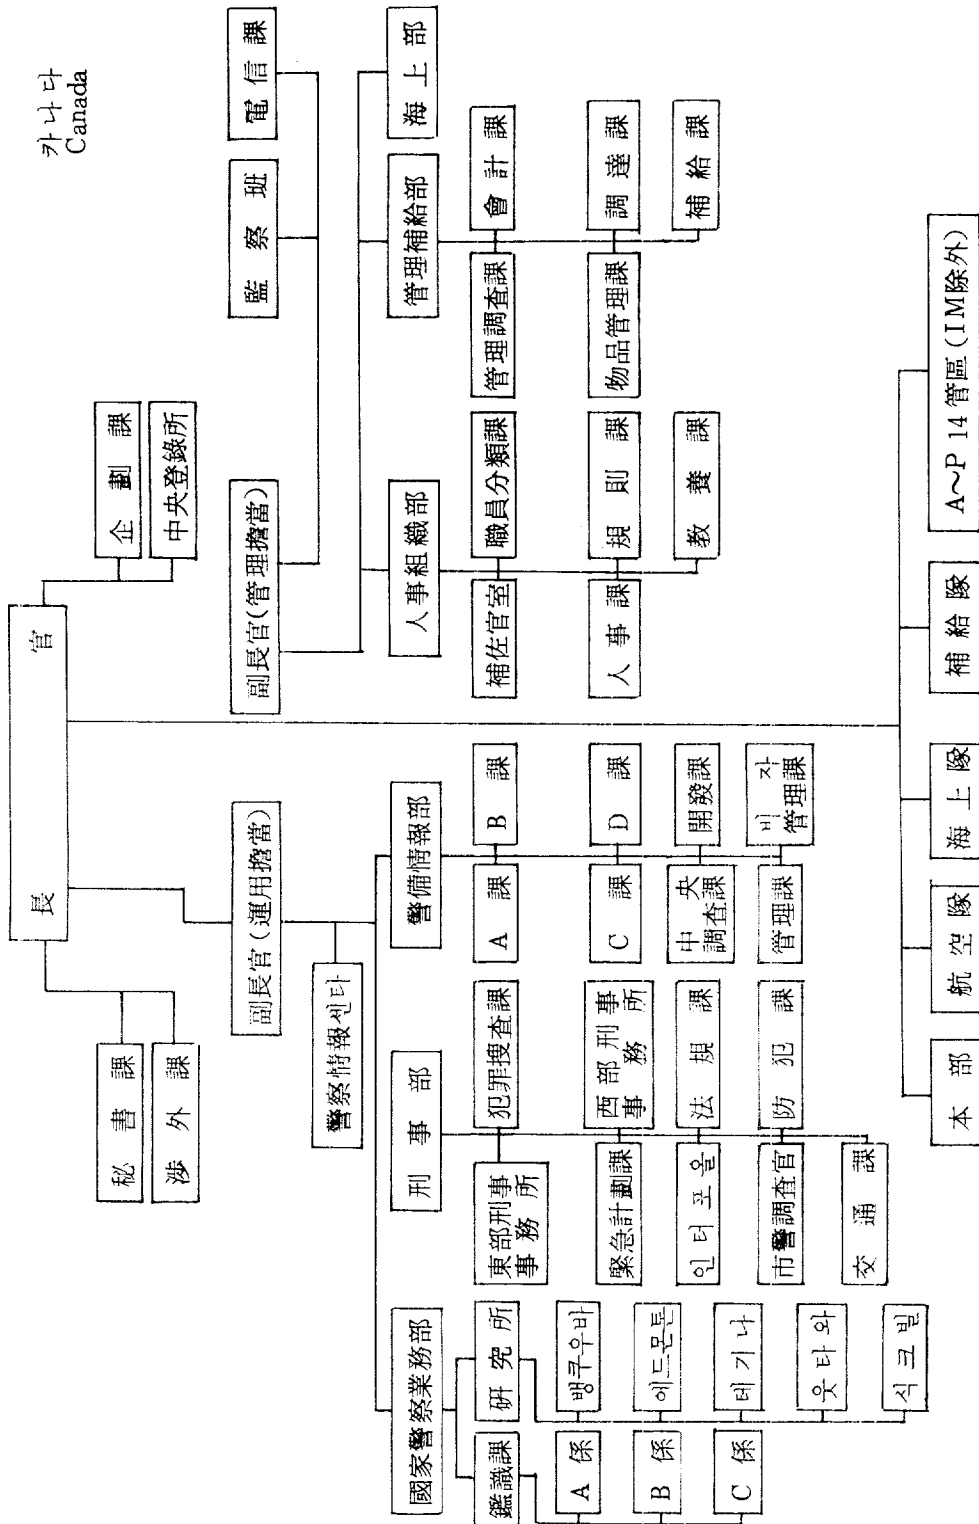 카나다
Canada
長官
秘書課
涉外課
企劃課
中央登錄所
副長官(運用擔當)
副長官(管理擔當)
監察班
電信課
警察情報센타
國家警察業務部
刑事部
警備情報部
人事組織部
管理補給部
海上部
鑑識課
研究所
A係
B係
C係
뱅쿠우바
에드몬톤
테기나
옷타와
식크빌
東部刑事
事務所
犯罪搜査課
緊急計劃課
西部刑事
事務所
인터포올
法規課
市警調査官
防犯課
交通課
A課
B課
C課
D課
中央
調査課
開發課
管理課
비자
管理課
補佐官室
職員分類課
人事課
規則課
敎養課
管理調査課
會計課
物品管理課
調達課
補給課
本部
航空隊
海上隊
補給隊
A~P 14管區(IM除外)